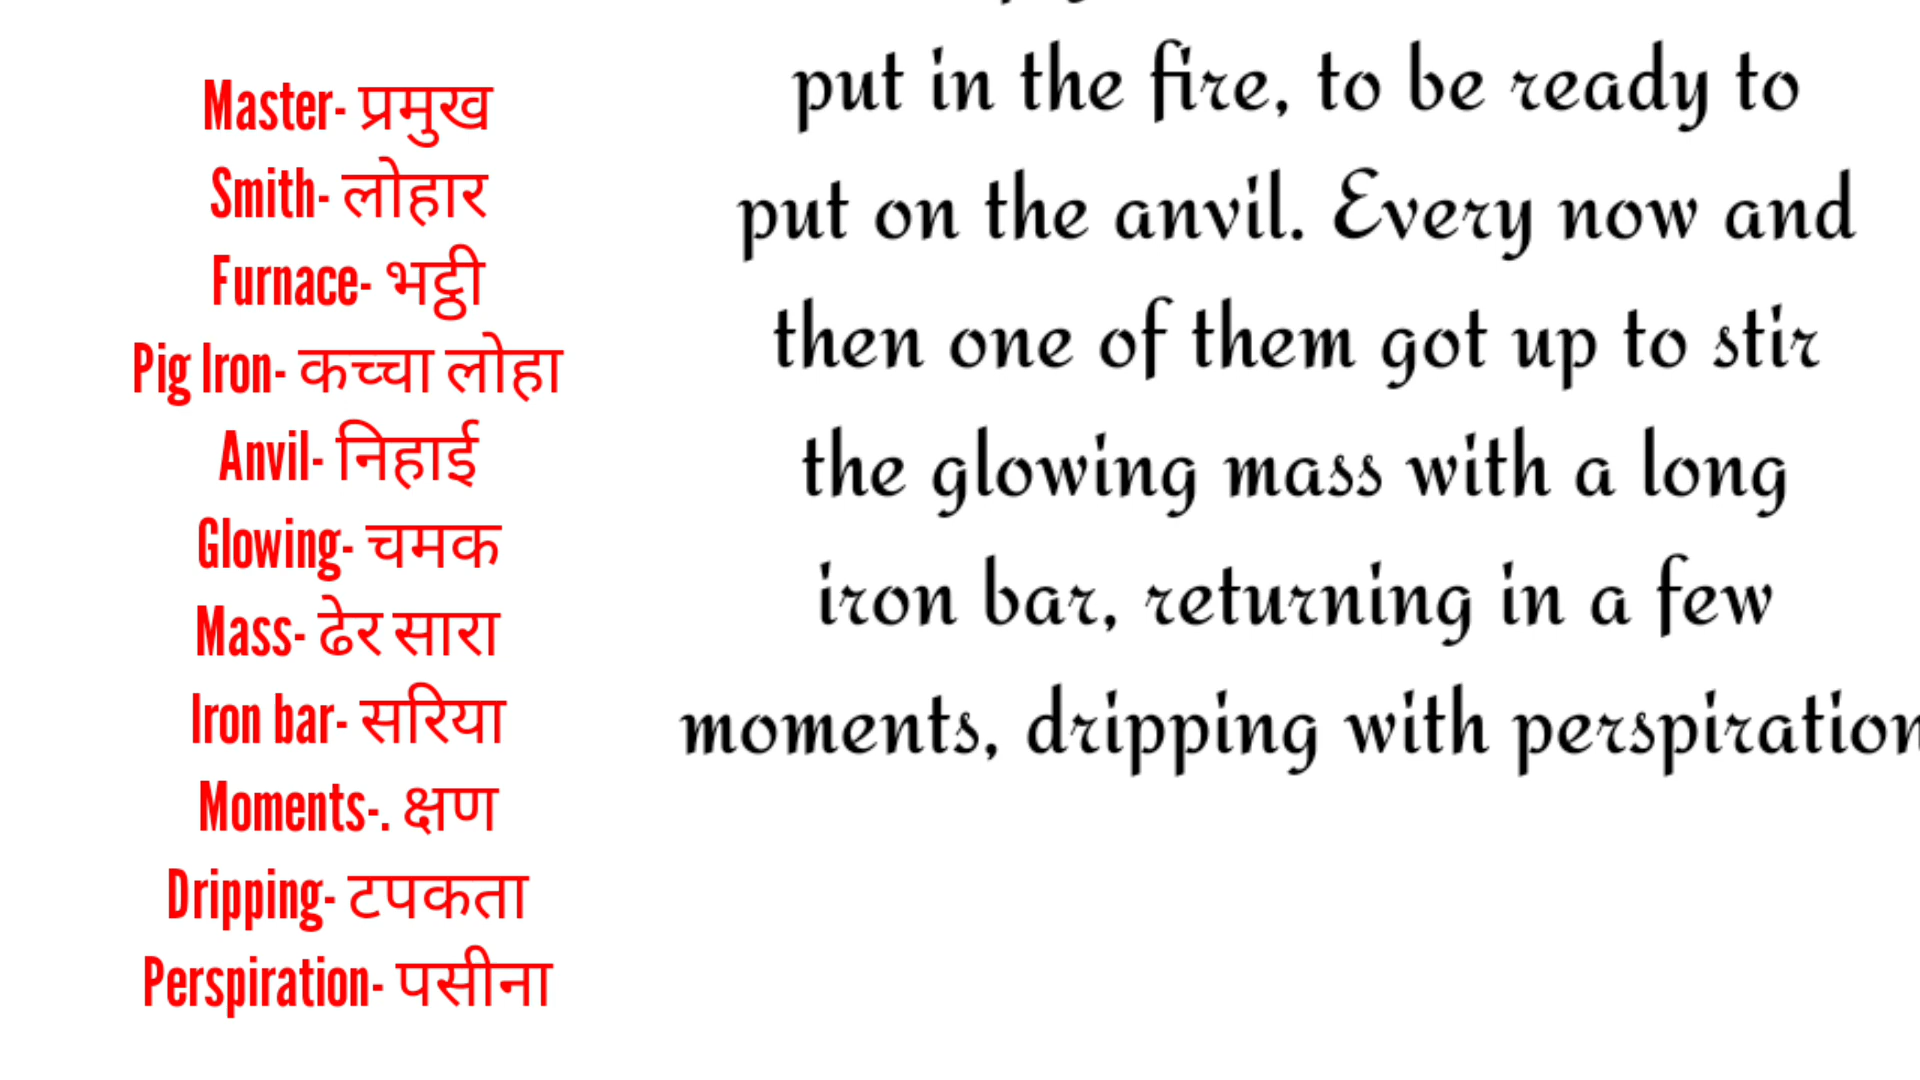 Master- प्रमुख
Smith- लोहार
Furnace- भट्ठी
Pig Iron- कच्चा लोहा
Anvil- निहाई
Glowing- चमक
Mass- ढेर सारा
Iron bar- सरिया
Moments-. क्षण
Dripping- टपकता
Perspiration- पसीना
put in the fire, to be ready to
put on the anvil. Every now and
then one of them got up to stir
the glowing mass with a long
iron bar, returning in a few
moments, dripping with perspiration